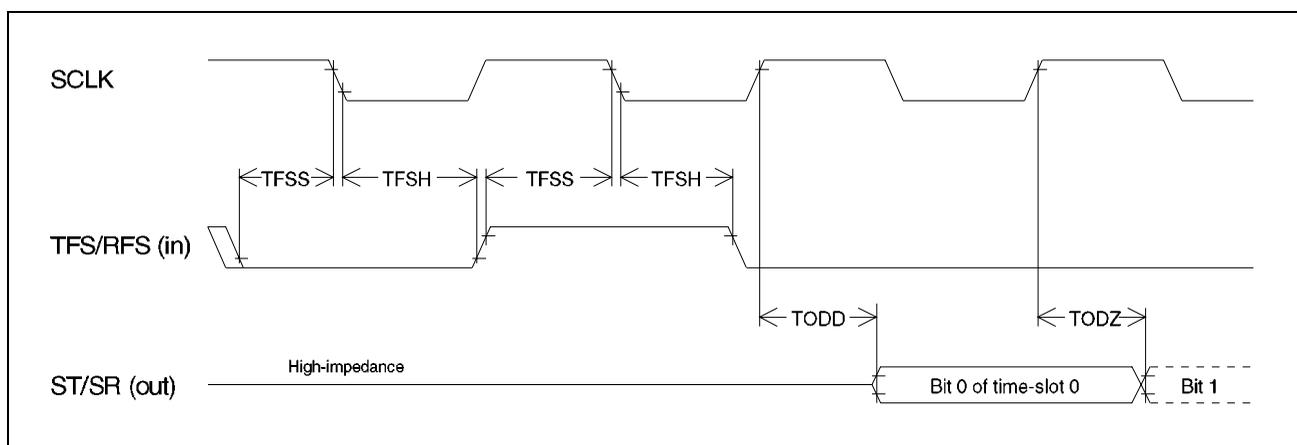 SCLK
TFSS TFSH TFSS TFSH
TFS/RFS (in)
TODD TODZ
High-impedance
ST/SR (out) Bit 0 of time-slot 0 Bit 1